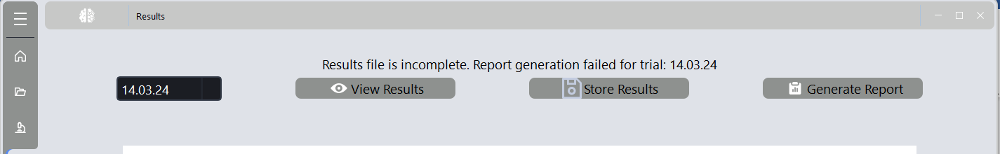 Results
Results file is incomplete. Report generation failed for trial: 14.03.24
14.03.24
View Results
Store Results
Generate Report